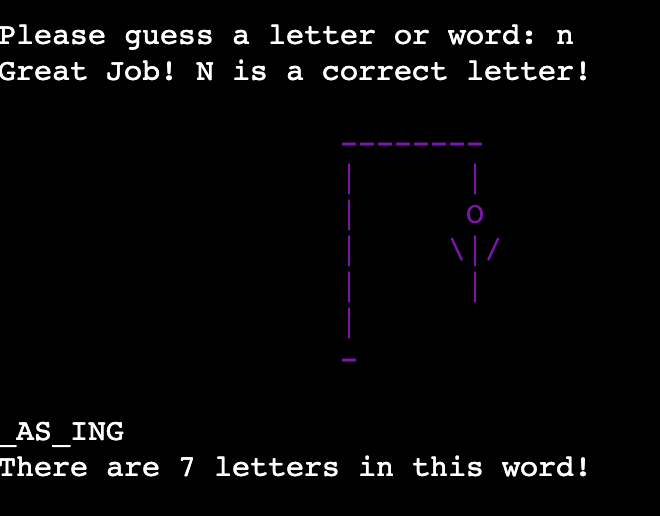 Please guess a letter or word: n
Great Job! N is a correct letter!
--------
|      |
|      O
|     \|/
|      |
|
-
_AS_ING
There are 7 letters in this word!